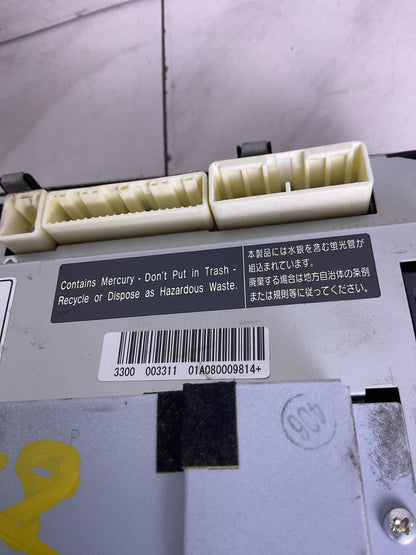 Contains Mercury - Don't Put in Trash -
Recycle or Dispose as Hazardous Waste.
本製品には水銀を含む蛍光管が
組込まれています。
廃棄する場合は地方自治体の条例
または規則等に従ってください。
3300 003311 01A080009814+
436